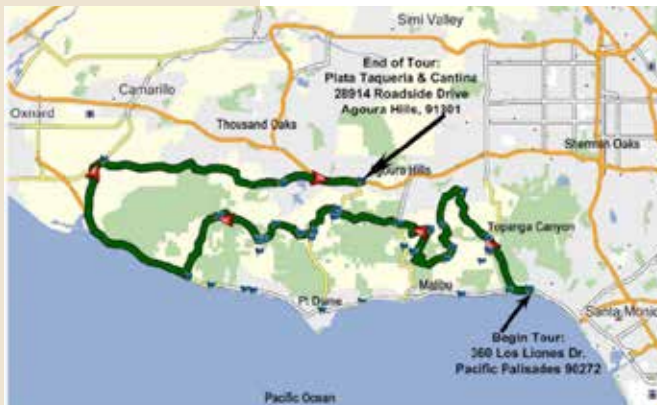 Simi Valley
End of Tour:
Plata Taqueria & Cantina
28914 Roadside Drive
Agoura Hills, 91301
Camarillo
Oxnard
Thousand Oaks
Sherman Oaks
Agoura Hills
Topanga Canyon
Malibu
Pt Dume
Santa Monic
Begin Tour:
360 Los Liones Dr.
Pacific Palisades 90272
Pacific Ocean